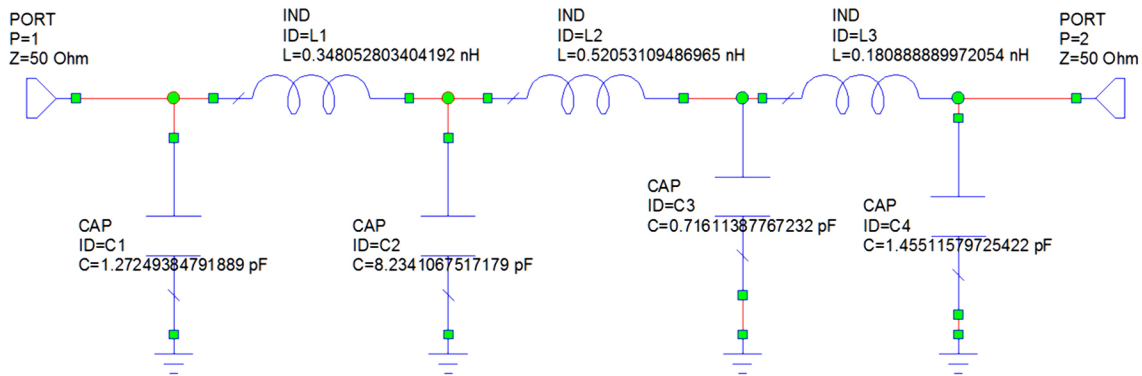 PORT
P=1
Z=50 Ohm
IND
ID=L1
L=0.348052803404192 nH
IND
ID=L2
L=0.52053109486965 nH
IND
ID=L3
L=0.180888889972054 nH
PORT
P=2
Z=50 Ohm
CAP
ID=C1
C=1.27249384791889 pF
CAP
ID=C2
C=8.2341067517179 pF
CAP
ID=C3
C=0.71611387767232 pF
CAP
ID=C4
C=1.45511579725422 pF